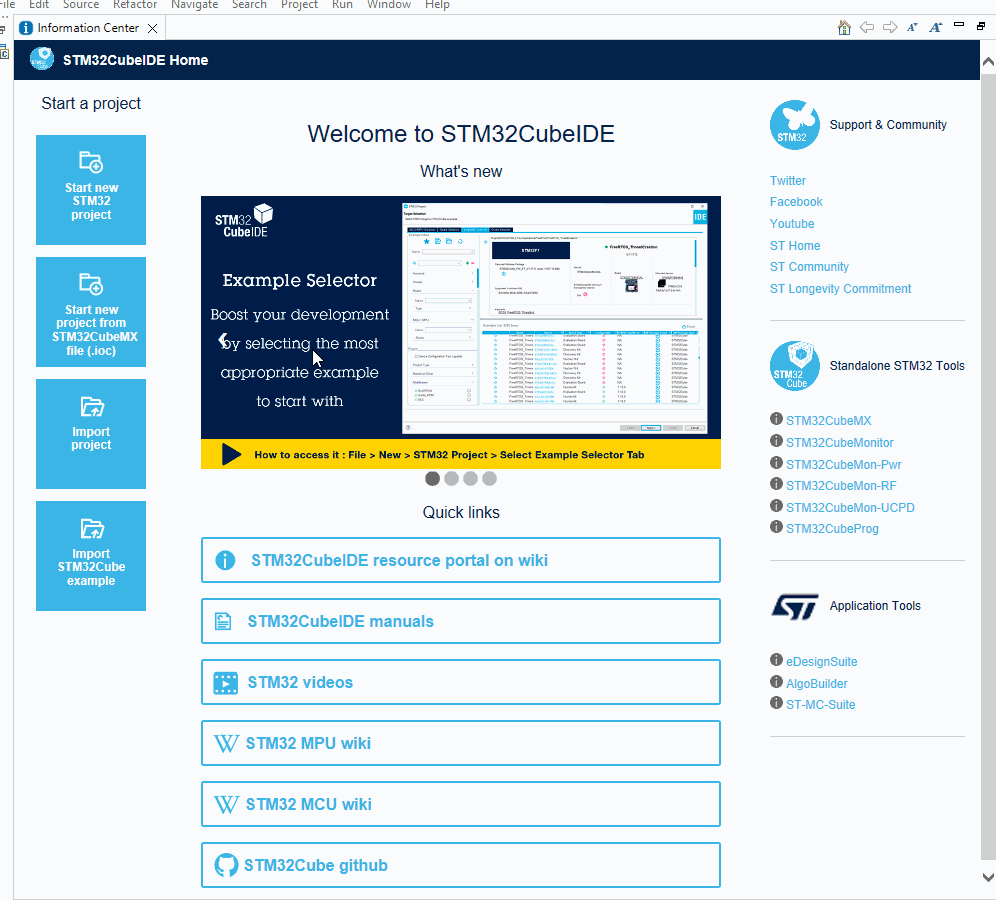 File Edit Source Refactor Navigate Search Project Run Window Help
Information Center
STM32CubeIDE Home
Start a project
Start new
STM32
project
Start new
project from
STM32CubeMX
file (.ioc)
Import
project
Import
STM32Cube
example
Welcome to STM32CubeIDE
What's new
STM32
CubeIDE
Example Selector
Boost your development
by selecting the most
appropriate example
to start with
IDE
STM32F7
FreeRTOS_ThreadCreation
How to access it : File > New > STM32 Project > Select Example Selector Tab
Quick links
STM32CubeIDE resource portal on wiki
STM32CubeIDE manuals
STM32 videos
STM32 MPU wiki
STM32 MCU wiki
STM32Cube github
STM32
Support & Community
Twitter
Facebook
Youtube
ST Home
ST Community
ST Longevity Commitment
STM32
Cube
Standalone STM32 Tools
STM32CubeMX
STM32CubeMonitor
STM32CubeMon-Pwr
STM32CubeMon-RF
STM32CubeMon-UCPD
STM32CubeProg
ST
Application Tools
eDesignSuite
AlgoBuilder
ST-MC-Suite